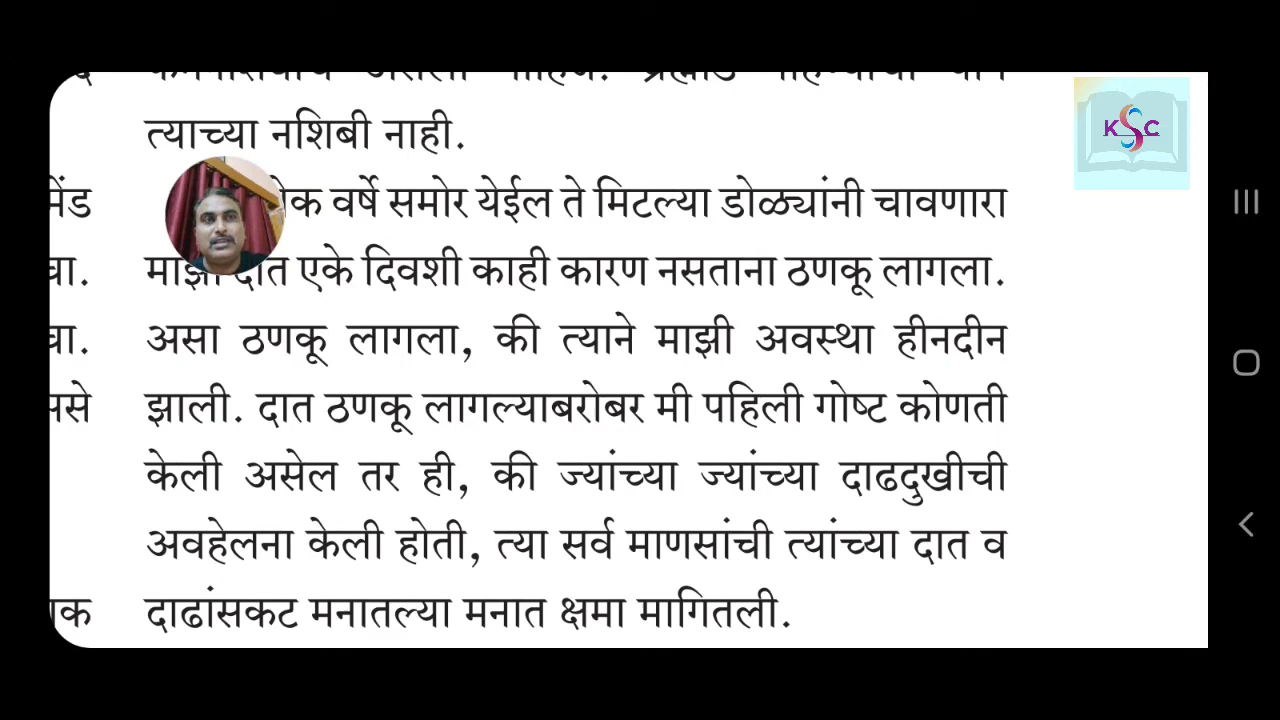 त्याच्या नशिबी नाही.
वर्षे समोर येईल ते मिटल्या डोळ्यांनी चावणारा
माझा दात एके दिवशी काही कारण नसताना ठणकू लागला.
असा ठणकू लागला, की त्याने माझी अवस्था हीनदीन
झाली. दात ठणकू लागल्याबरोबर मी पहिली गोष्ट कोणती
केली असेल तर ही, की ज्यांच्या ज्यांच्या दाढदुखीची
अवहेलना केली होती, त्या सर्व माणसांची त्यांच्या दात व
दाढांसकट मनातल्या मनात क्षमा मागितली.
KSC